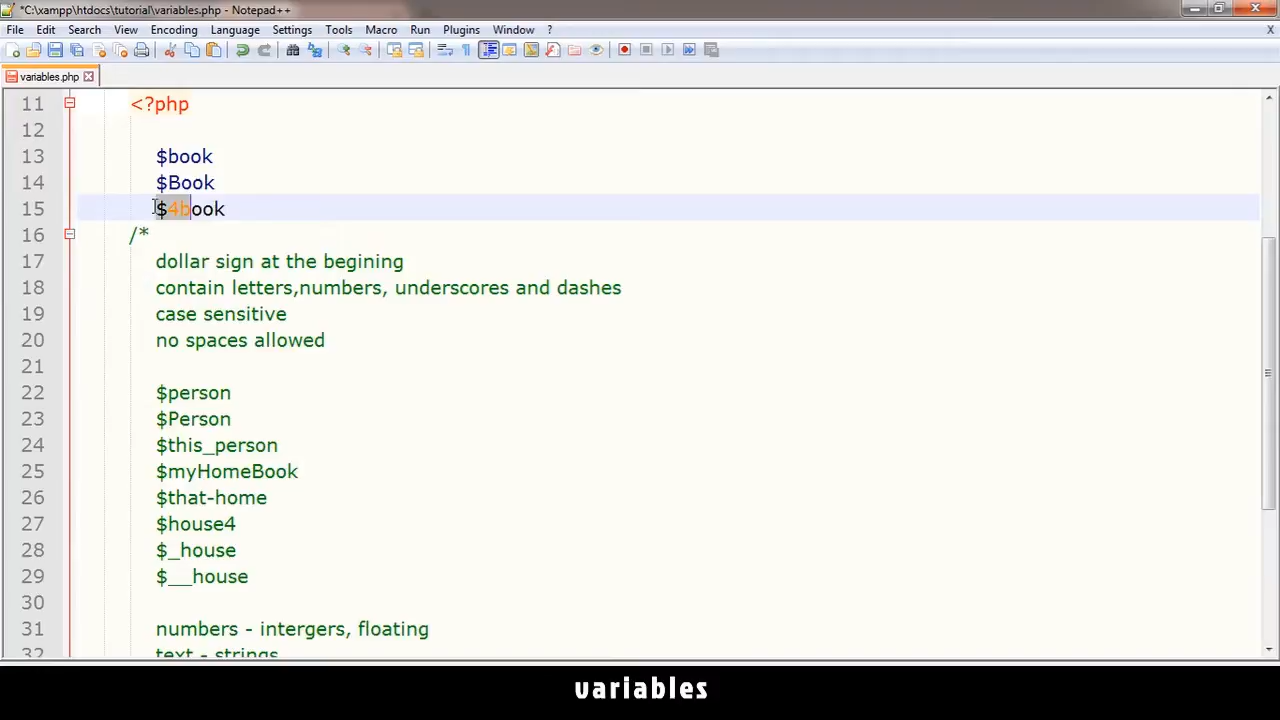 *C:\xampp\htdocs\tutorial\variables.php - Notepad++
File Edit Search View Encoding Language Settings Tools Macro Run Plugins Window ? X
variables.php
11 <?php
12
13 $book
14 $Book
15 $4book
16 /*
17 dollar sign at the begining
18 contain letters,numbers, underscores and dashes
19 case sensitive
20 no spaces allowed
21
22 $person
23 $Person
24 $this_person
25 $myHomeBook
26 $that-home
27 $house4
28 $_house
29 $__house
30
31 numbers - intergers, floating
32 text - strings
variables